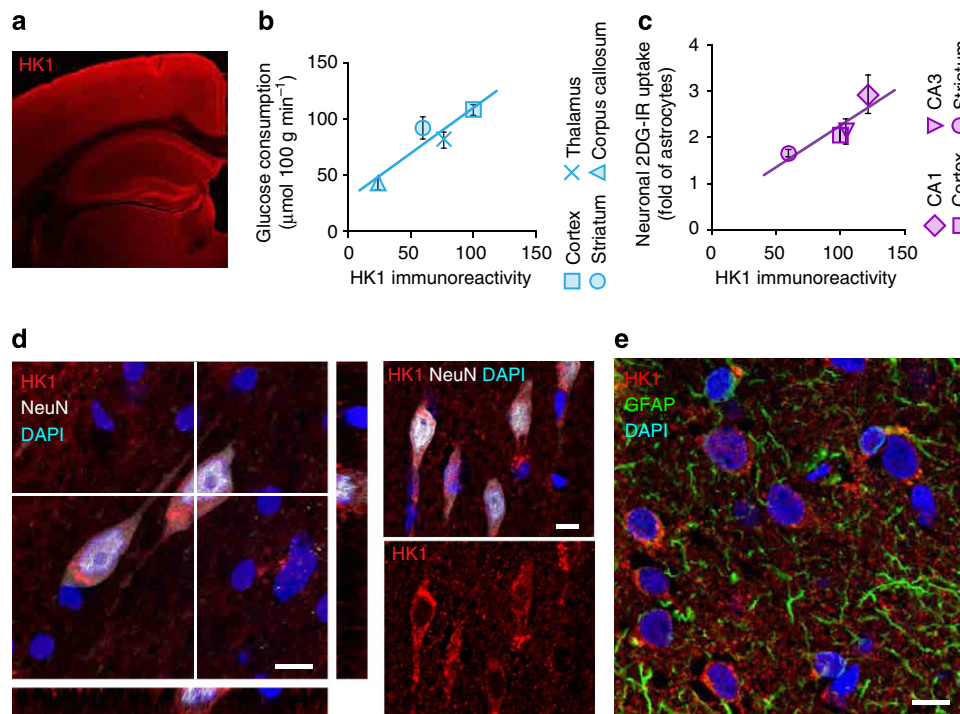 a
HK1
b
Glucose consumption
(μmol 100 g min⁻¹)
150
100
50
0
0
50
100
150
HK1 immunoreactivity
Cortex
Striatum
Thalamus
Corpus callosum
c
Neuronal 2DG-IR uptake
(fold of astrocytes)
4
3
2
1
0
0
50
100
150
HK1 immunoreactivity
CA1
Cortex
CA3
Striatum
d
HK1
NeuN
DAPI
HK1 NeuN DAPI
HK1
e
HK1
GFAP
DAPI